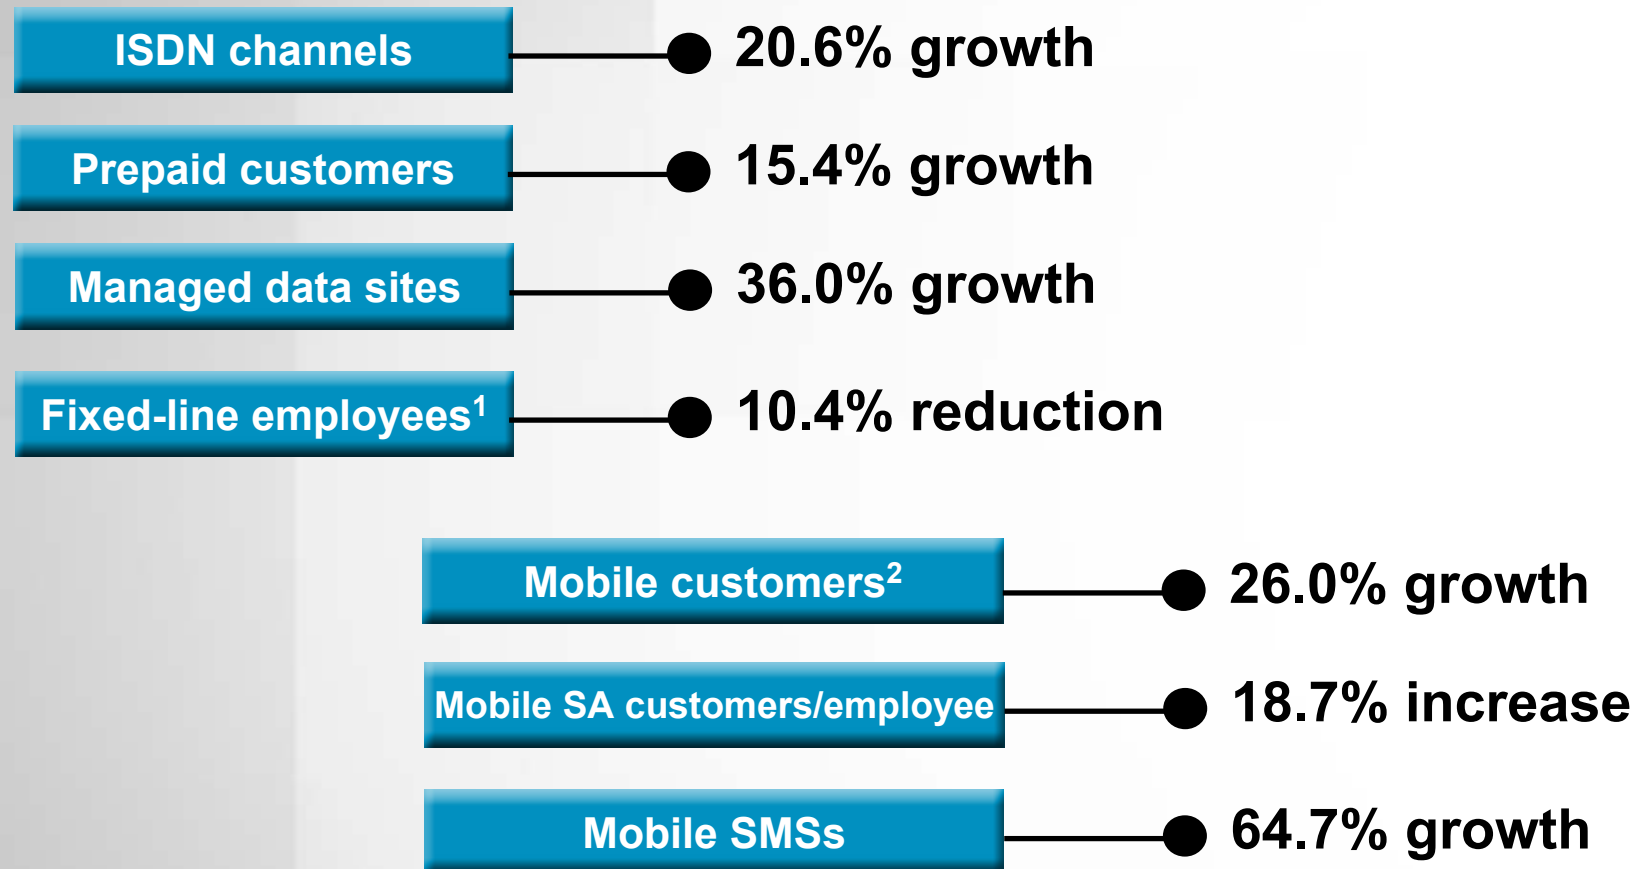 ISDN channels 20.6% growth
Prepaid customers 15.4% growth
Managed data sites 36.0% growth
Fixed-line employees¹ 10.4% reduction
Mobile customers² 26.0% growth
Mobile SA customers/employee 18.7% increase
Mobile SMSs 64.7% growth